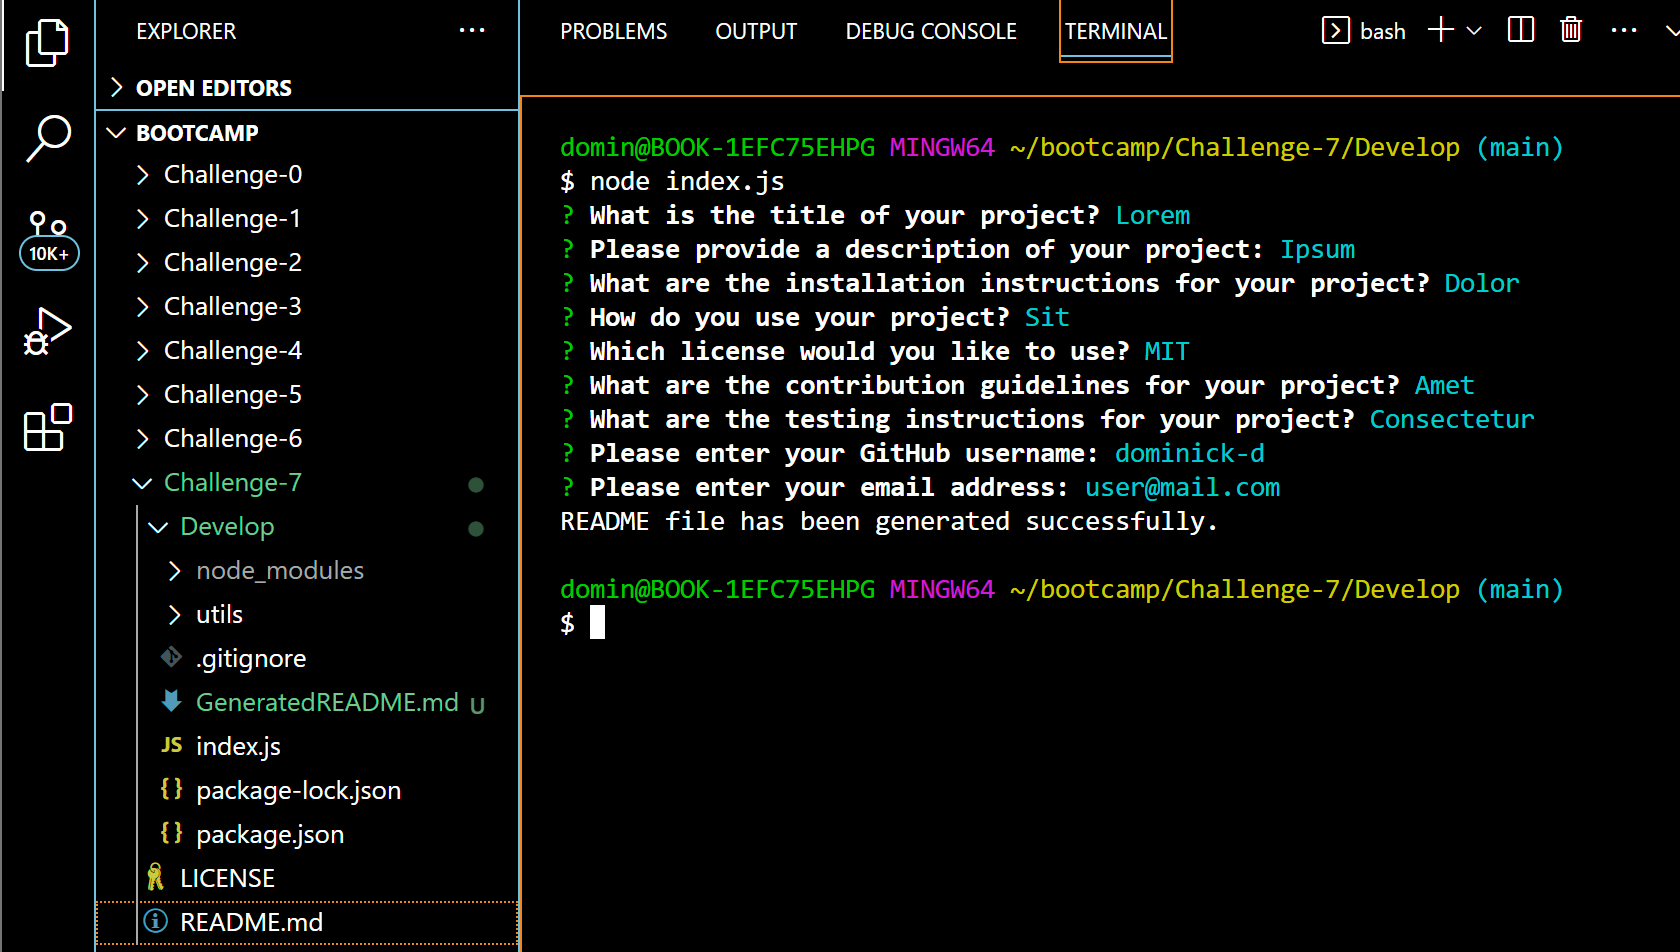 EXPLORER ...
OPEN EDITORS
BOOTCAMP
Challenge-0
Challenge-1
Challenge-2
Challenge-3
Challenge-4
Challenge-5
Challenge-6
Challenge-7
Develop
node_modules
utils
.gitignore
GeneratedREADME.md U
JS index.js
{} package-lock.json
{} package.json
LICENSE
README.md
10K+
PROBLEMS OUTPUT DEBUG CONSOLE TERMINAL bash
domin@BOOK-1EFC75EHPG MINGW64 ~/bootcamp/Challenge-7/Develop (main)
$ node index.js
? What is the title of your project? Lorem
? Please provide a description of your project: Ipsum
? What are the installation instructions for your project? Dolor
? How do you use your project? Sit
? Which license would you like to use? MIT
? What are the contribution guidelines for your project? Amet
? What are the testing instructions for your project? Consectetur
? Please enter your GitHub username: dominick-d
? Please enter your email address: user@mail.com
README file has been generated successfully.
domin@BOOK-1EFC75EHPG MINGW64 ~/bootcamp/Challenge-7/Develop (main)
$